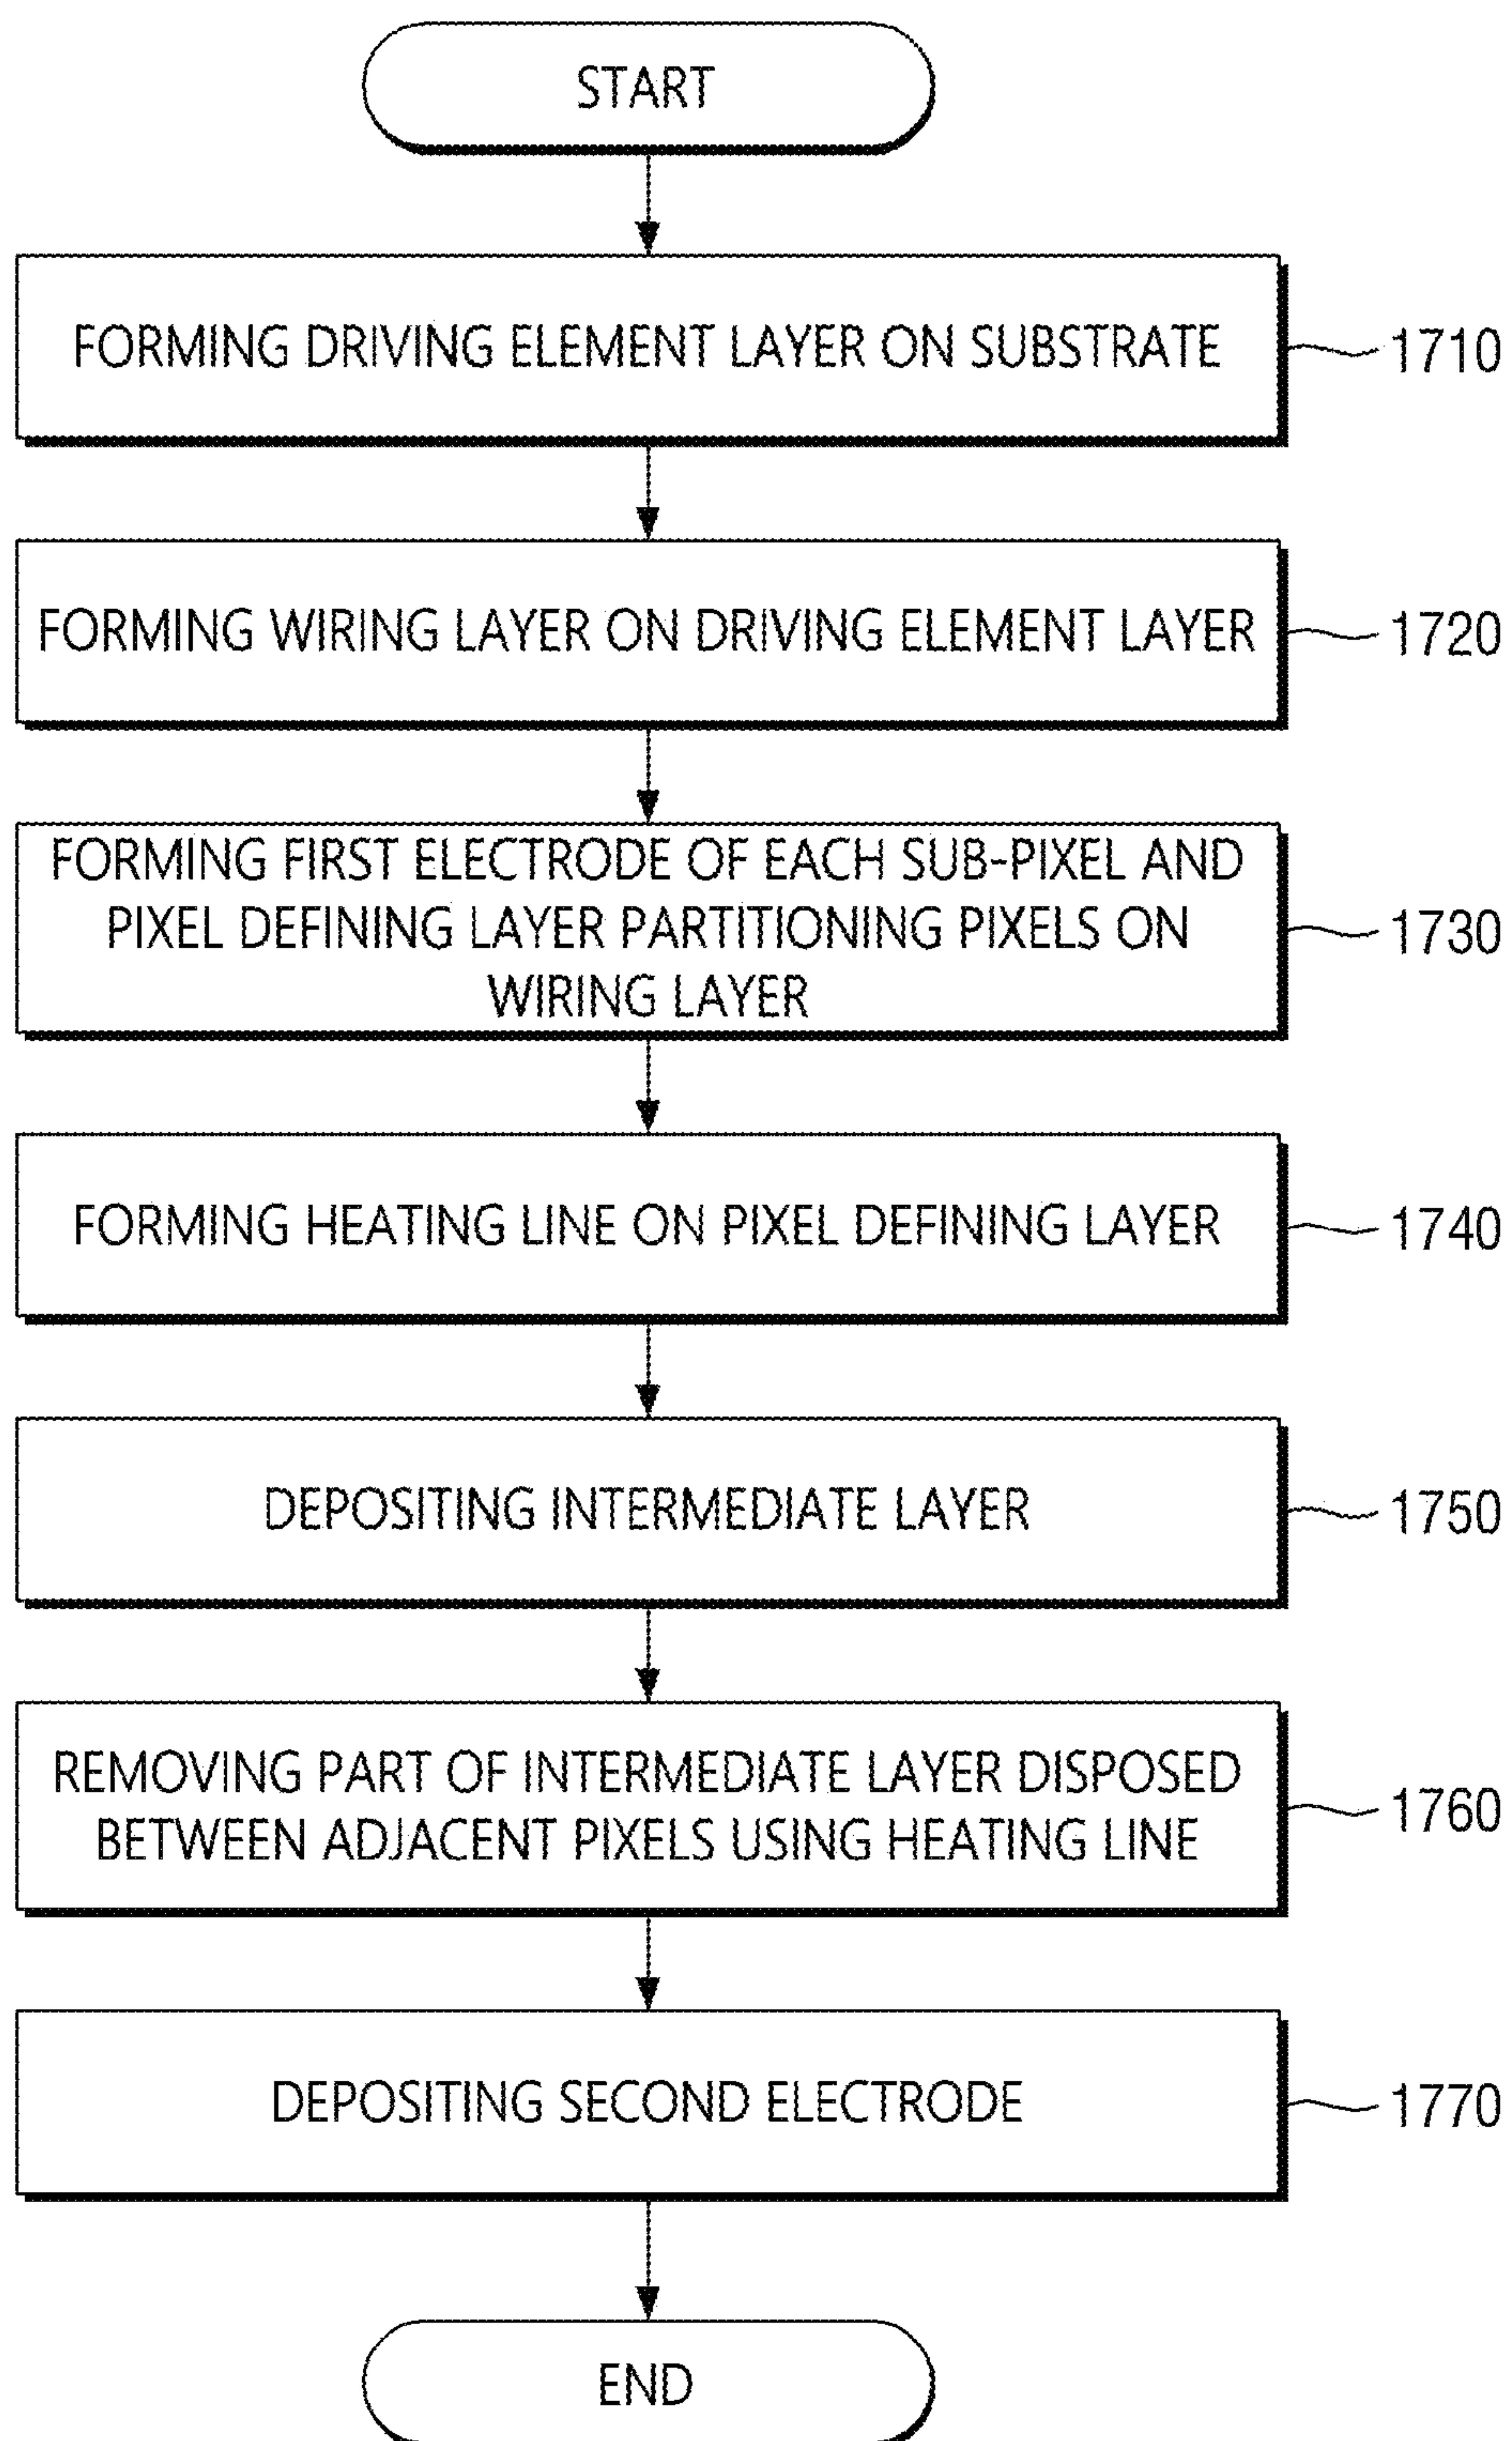 START
FORMING DRIVING ELEMENT LAYER ON SUBSTRATE
1710
FORMING WIRING LAYER ON DRIVING ELEMENT LAYER
1720
FORMING FIRST ELECTRODE OF EACH SUB-PIXEL AND
PIXEL DEFINING LAYER PARTITIONING PIXELS ON
WIRING LAYER
1730
FORMING HEATING LINE ON PIXEL DEFINING LAYER
1740
DEPOSITING INTERMEDIATE LAYER
1750
REMOVING PART OF INTERMEDIATE LAYER DISPOSED
BETWEEN ADJACENT PIXELS USING HEATING LINE
1760
DEPOSITING SECOND ELECTRODE
1770
END